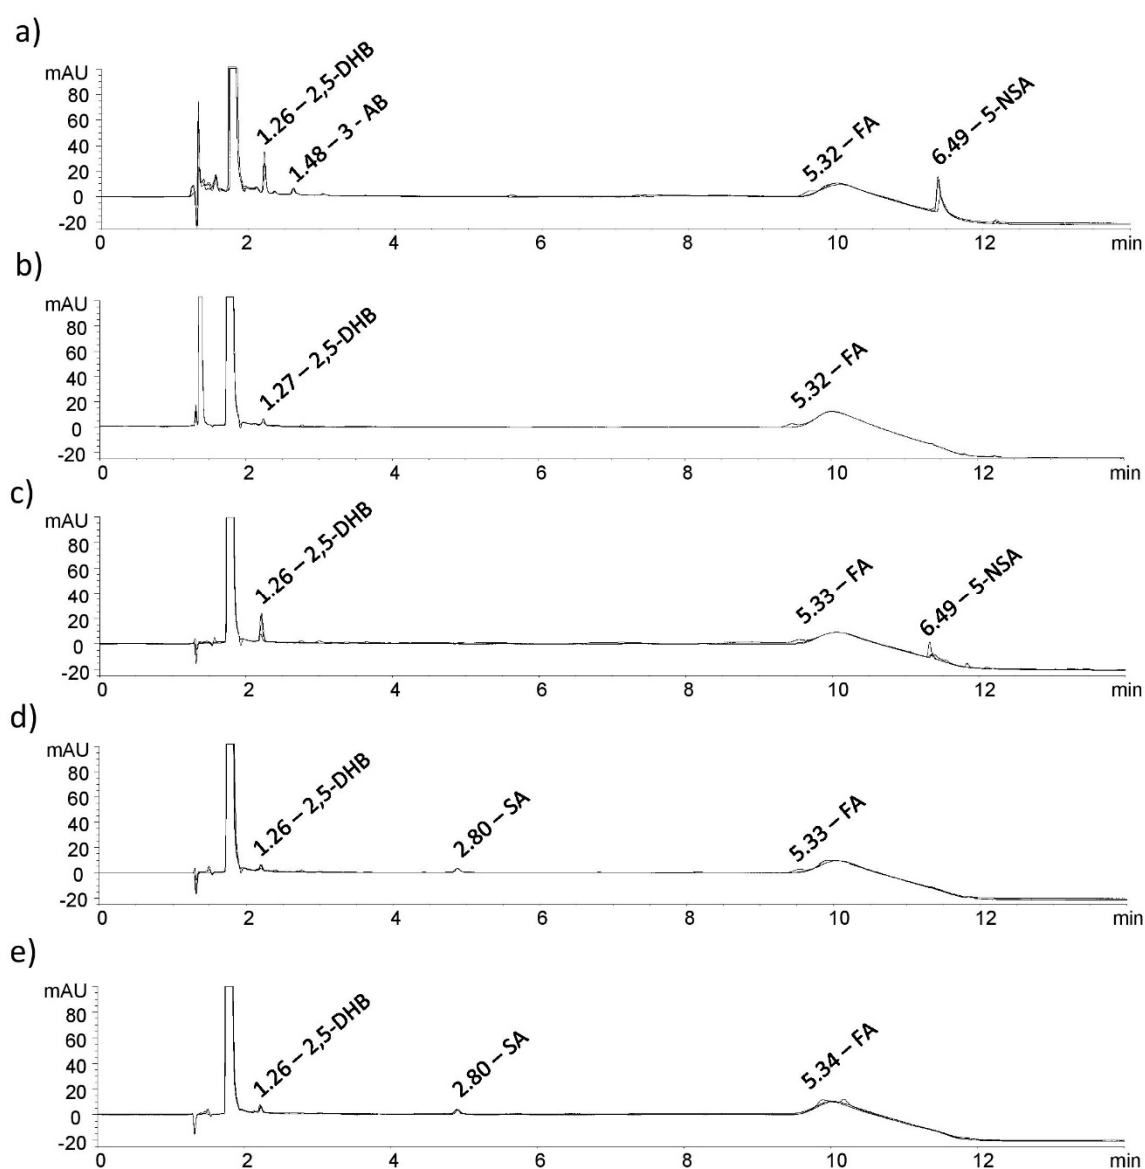 a)
mAU
80
60
40
20
0
-20
1.26 – 2,5-DHB
1.48 – 3 - AB
5.32 – FA
6.49 – 5-NSA
0 2 4 6 8 10 12 min
b)
mAU
80
60
40
20
0
-20
1.27 – 2,5-DHB
5.32 – FA
0 2 4 6 8 10 12 min
c)
mAU
80
60
40
20
0
-20
1.26 – 2,5-DHB
5.33 – FA
6.49 – 5-NSA
0 2 4 6 8 10 12 min
d)
mAU
80
60
40
20
0
-20
1.26 – 2,5-DHB
2.80 – SA
5.33 – FA
0 2 4 6 8 10 12 min
e)
mAU
80
60
40
20
0
-20
1.26 – 2,5-DHB
2.80 – SA
5.34 – FA
0 2 4 6 8 10 12 min